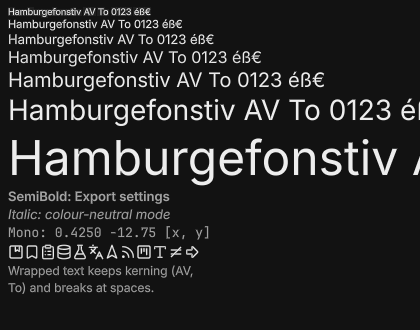 Hamburgefonstiv AV To 0123 éß€
Hamburgefonstiv AV To 0123 éß€
Hamburgefonstiv AV To 0123 éß€
Hamburgefonstiv AV To 0123 éß€
Hamburgefonstiv AV To 0123 éß€
Hamburgefonstiv AV To 0123 é
Hamburgefonstiv
SemiBold: Export settings
Italic: colour-neutral mode
Mono: 0.4250 -12.75 [x, y]
Wrapped text keeps kerning (AV,
To) and breaks at spaces.